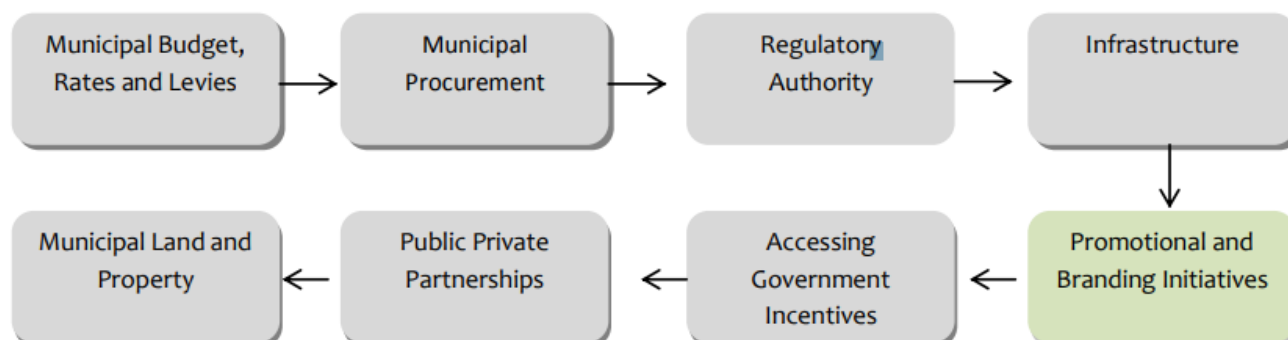 Municipal Budget,
Rates and Levies
Municipal
Procurement
Regulatory
Authority
Infrastructure
Promotional and
Branding Initiatives
Accessing
Government
Incentives
Public Private
Partnerships
Municipal Land and
Property